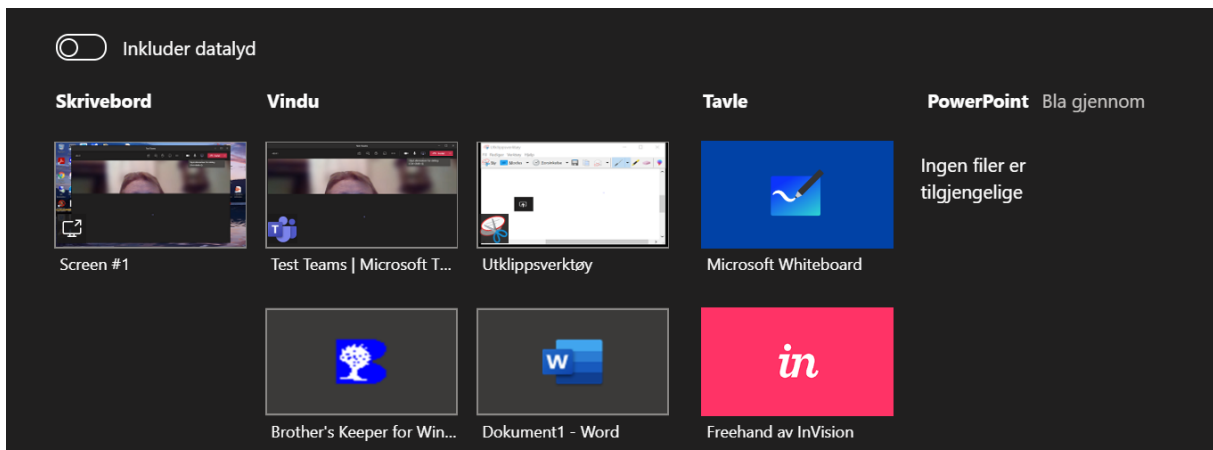 Inkluder datalyd
Skrivebord
Vindu
Tavle
PowerPoint Bla gjennom
Ingen filer er
tilgjengelige
Screen #1
Test Teams | Microsoft T...
Utklippsverktøy
Microsoft Whiteboard
W
in
Brother's Keeper for Win...
Dokument1 - Word
Freehand av InVision